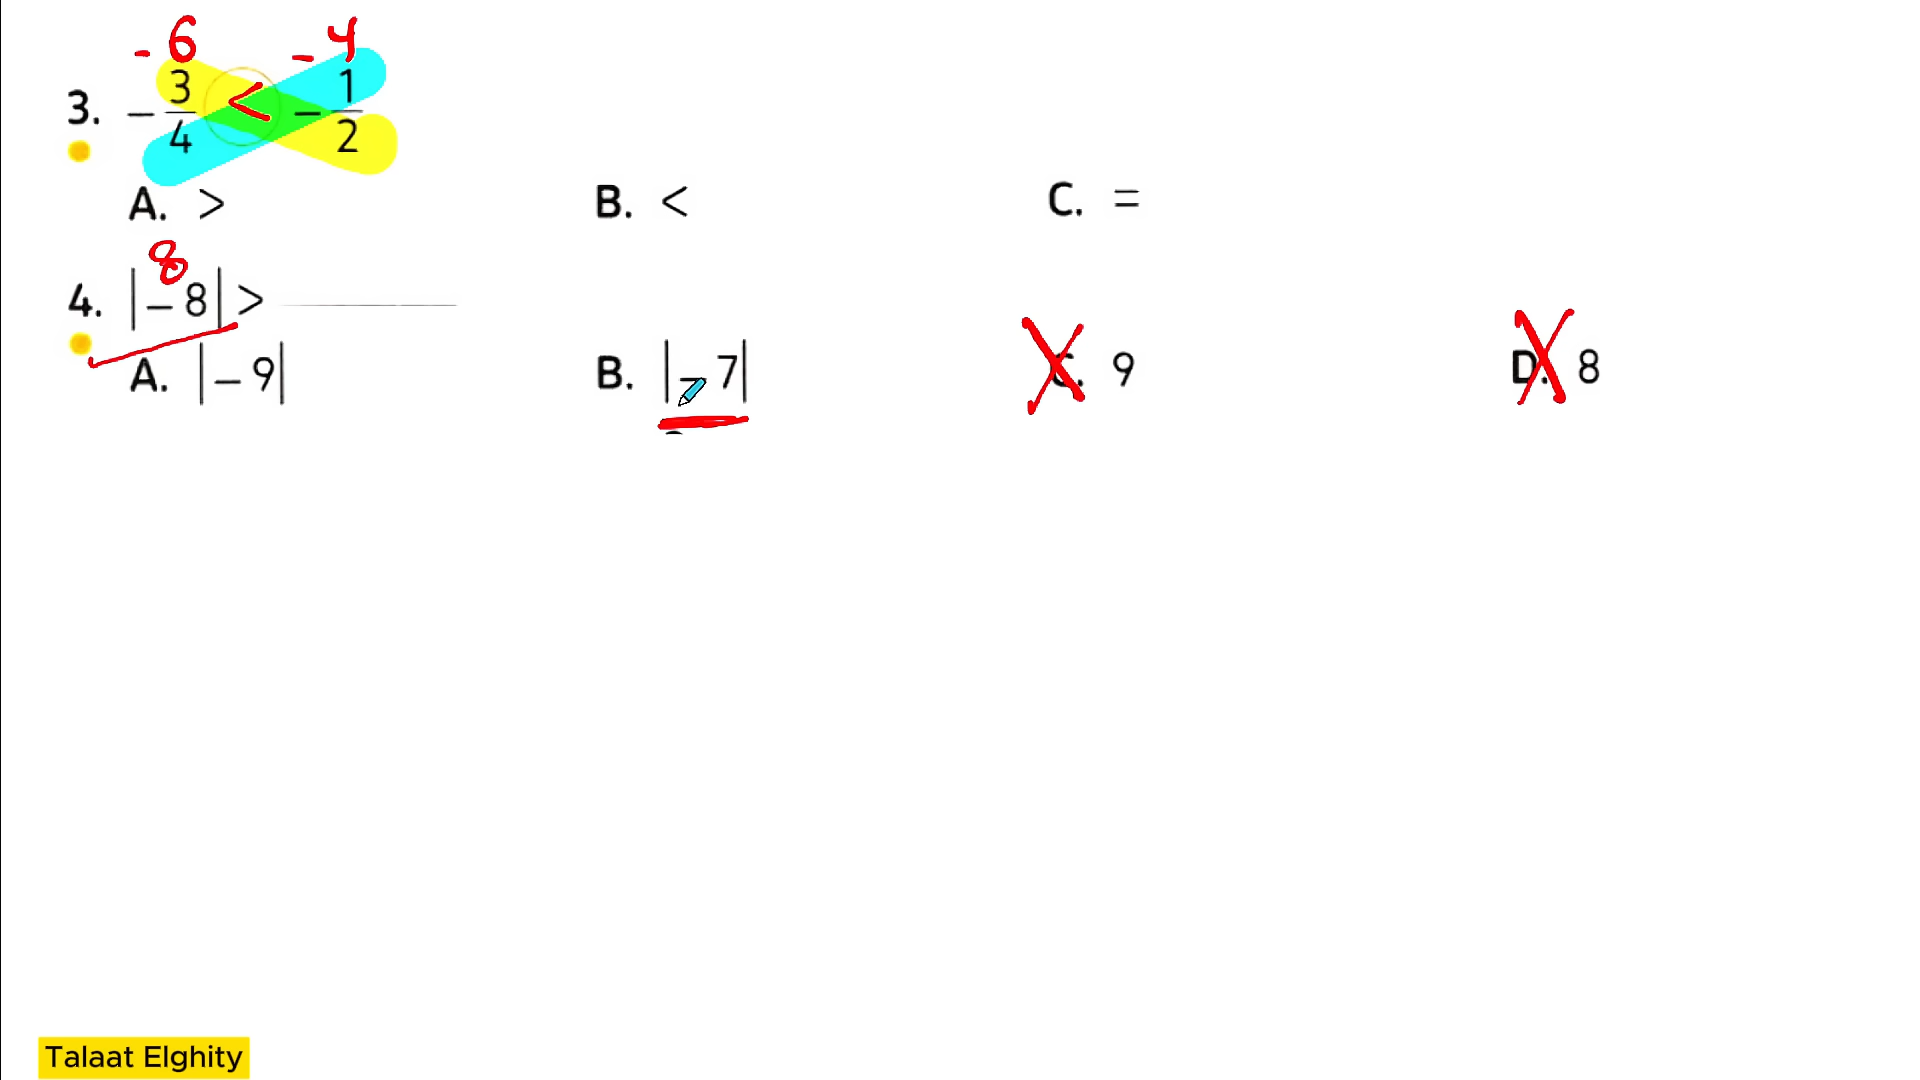 - 6 - 4
3. - 3/4 < - 1/2
A. > B. < C. =
8
4. |-8| >
A. |-9| B. |-7| C. 9 D. 8
Talaat Elghity